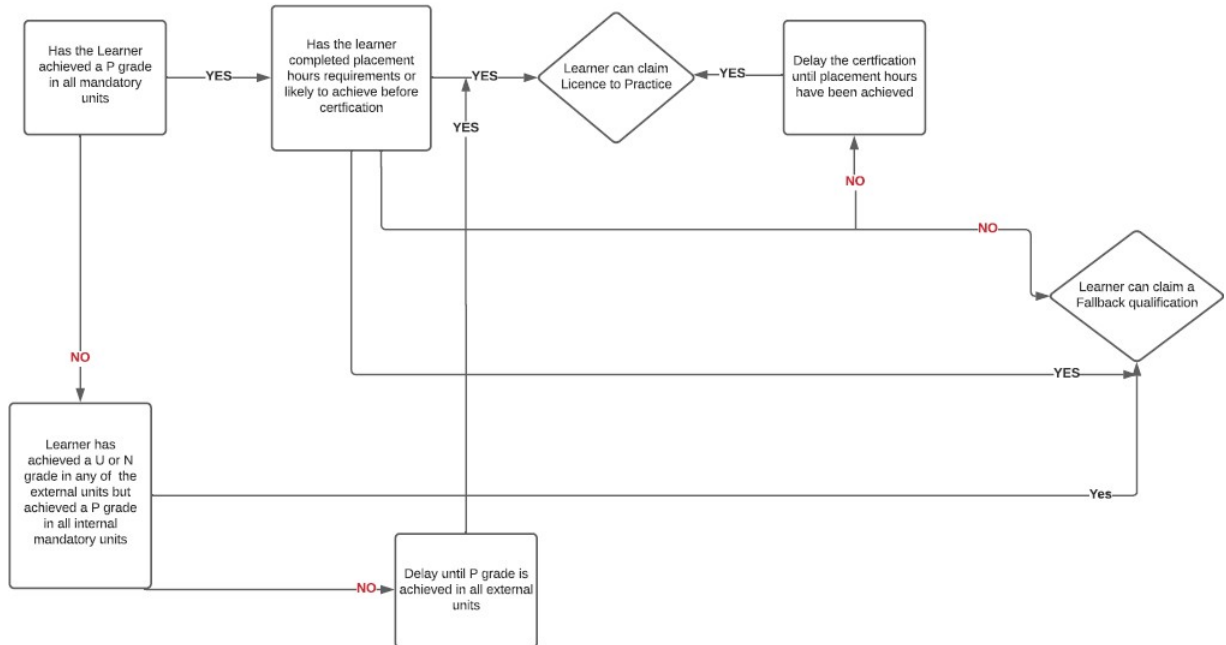 Has the Learner
achieved a P grade
in all mandatory
units
YES
Has the learner
completed placement
hours requirements or
likely to achieve before
certfication
YES
Learner can claim
Licence to Practice
YES
Delay the certfication
until placement hours
have been achieved
YES
NO
NO
Learner can claim a
Fallback qualification
NO
YES
Learner has
achieved a U or N
grade in any of the
external units but
achieved a P grade
in all internal
mandatory units
Yes
NO
Delay until P grade is
achieved in all external
units